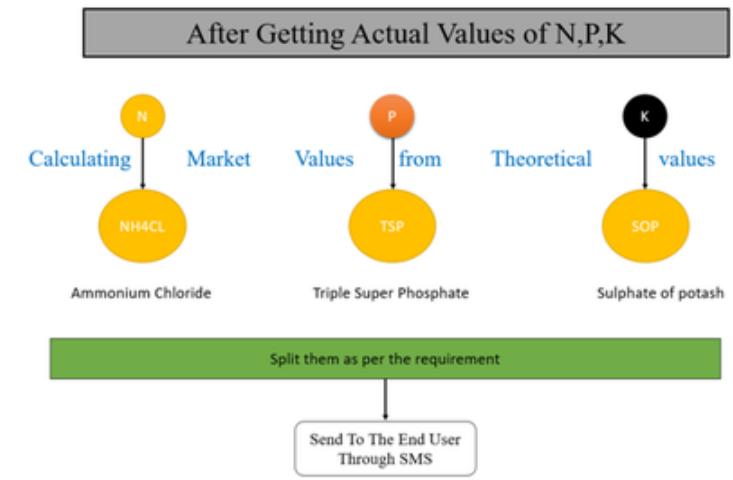 After Getting Actual Values of N,P,K
N P K
Calculating Market Values from Theoretical values
NH4CL TSP SOP
Ammonium Chloride Triple Super Phosphate Sulphate of potash
Split them as per the requirement
Send To The End User
Through SMS